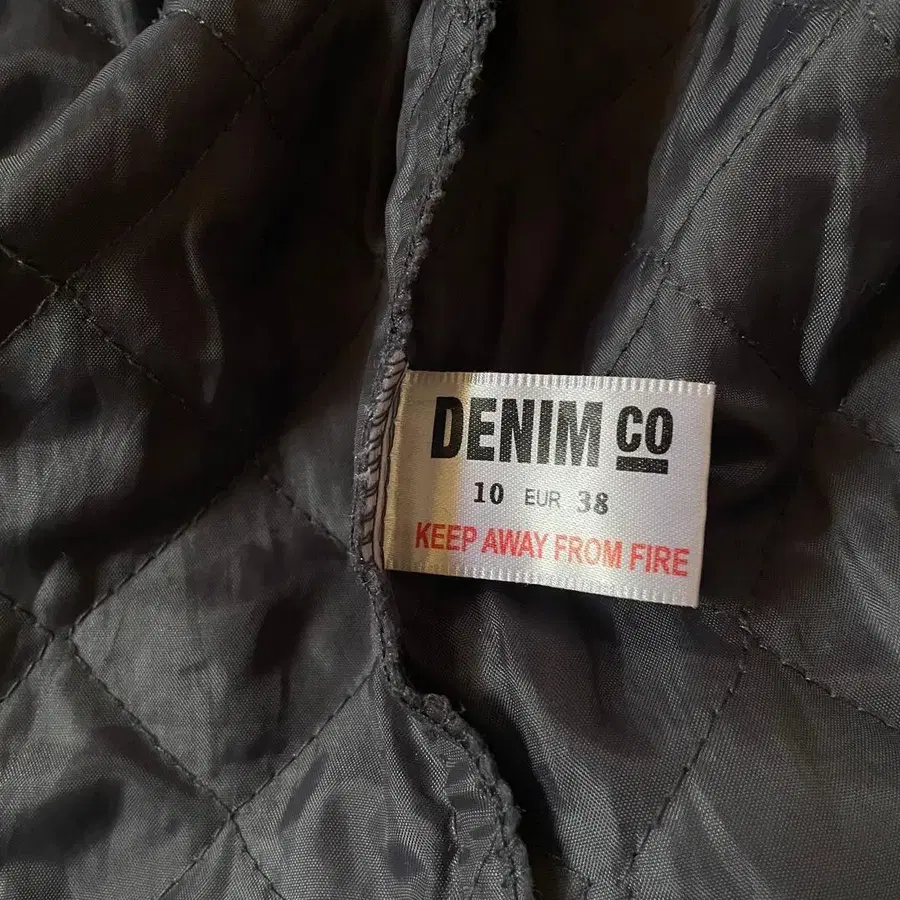 DENIM CO
10 EUR 38
KEEP AWAY FROM FIRE